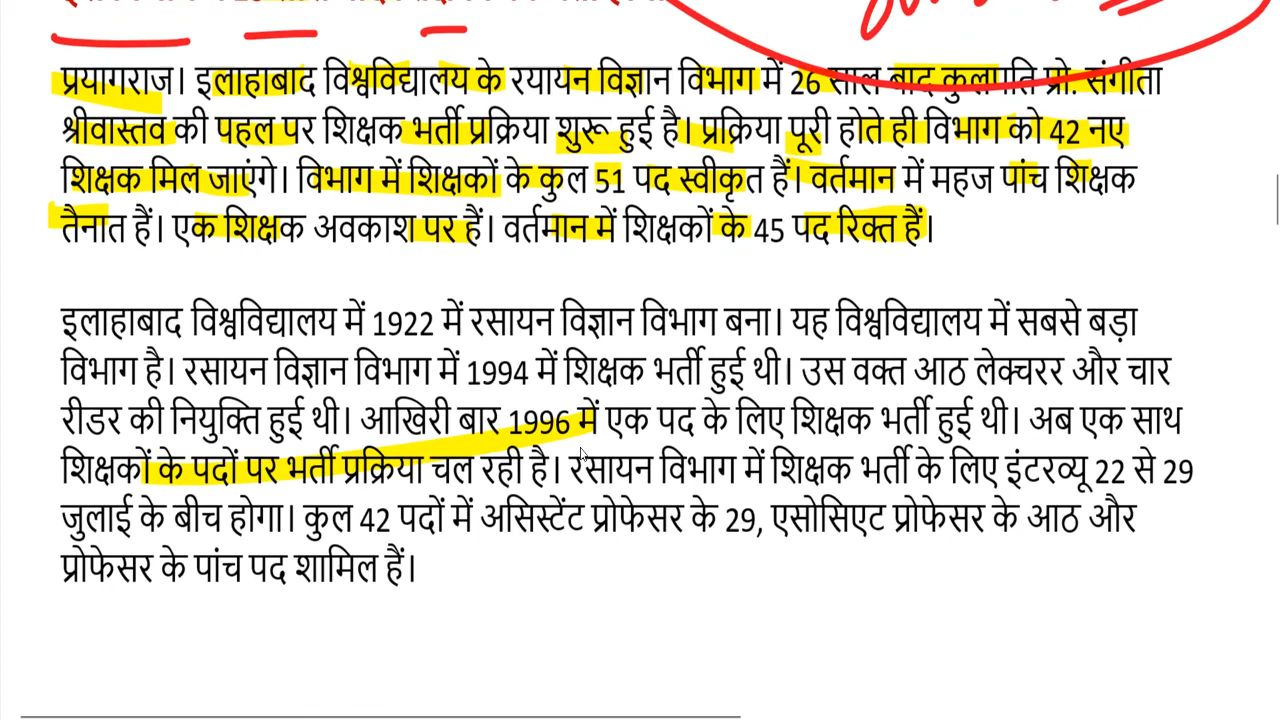 प्रयागराज। इलाहाबाद विश्वविद्यालय के रयायन विज्ञान विभाग में 26 साल बाद कुलपति प्रो. संगीता
श्रीवास्तव की पहल पर शिक्षक भर्ती प्रक्रिया शुरू हुई है। प्रक्रिया पूरी होते ही विभाग को 42 नए
शिक्षक मिल जाएंगे। विभाग में शिक्षकों के कुल 51 पद स्वीकृत हैं। वर्तमान में महज पांच शिक्षक
तैनात हैं। एक शिक्षक अवकाश पर हैं। वर्तमान में शिक्षकों के 45 पद रिक्त हैं।
इलाहाबाद विश्वविद्यालय में 1922 में रसायन विज्ञान विभाग बना। यह विश्वविद्यालय में सबसे बड़ा
विभाग है। रसायन विज्ञान विभाग में 1994 में शिक्षक भर्ती हुई थी। उस वक्त आठ लेक्चरर और चार
रीडर की नियुक्ति हुई थी। आखिरी बार 1996 में एक पद के लिए शिक्षक भर्ती हुई थी। अब एक साथ
शिक्षकों के पदों पर भर्ती प्रक्रिया चल रही है। रसायन विभाग में शिक्षक भर्ती के लिए इंटरव्यू 22 से 29
जुलाई के बीच होगा। कुल 42 पदों में असिस्टेंट प्रोफेसर के 29, एसोसिएट प्रोफेसर के आठ और
प्रोफेसर के पांच पद शामिल हैं।